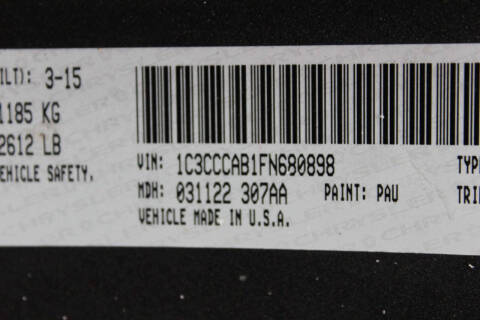 ILT): 3-15
1185 KG
2612 LB
EHICLE SAFETY.
VIN: 1C3CCCAB1FN680898 TYPE
MDH: 031122 307AA PAINT: PAU TRI
VEHICLE MADE IN U.S.A.